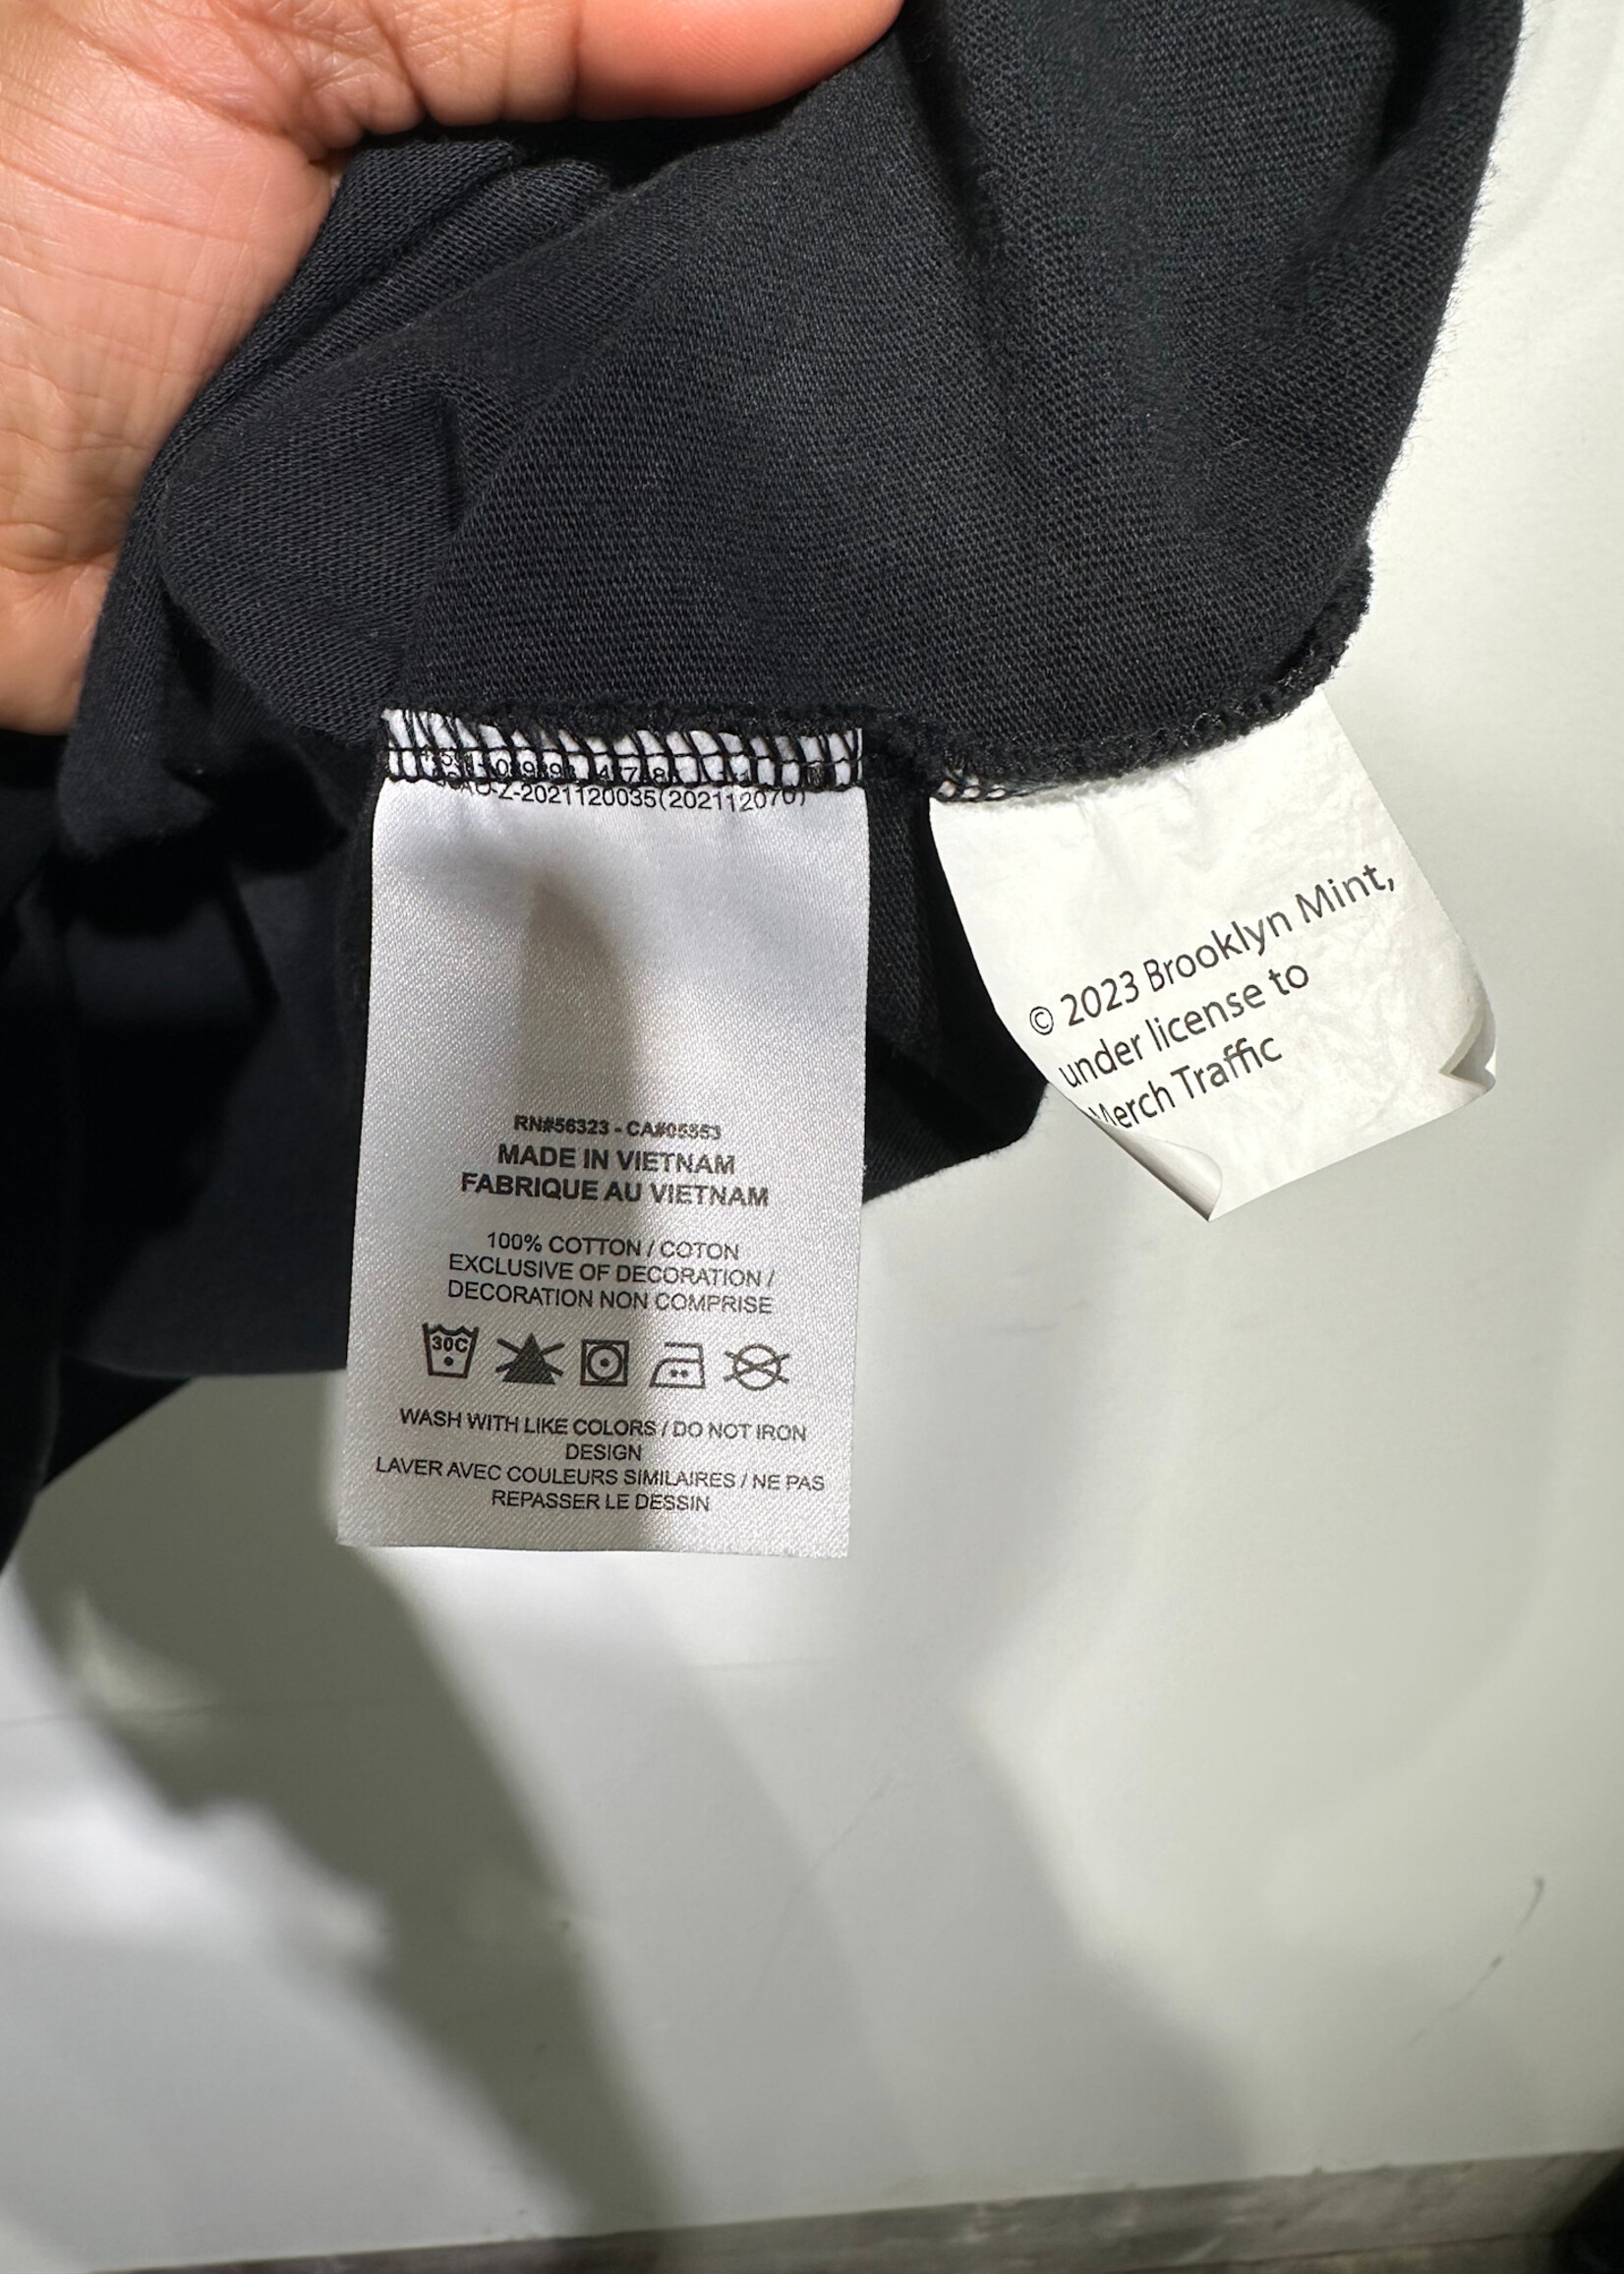 Z-2021120035(202112070)
RN#56323 - CA#05553
MADE IN VIETNAM
FABRIQUE AU VIETNAM
100% COTTON / COTON
EXCLUSIVE OF DECORATION /
DECORATION NON COMPRISE
30C
WASH WITH LIKE COLORS / DO NOT IRON
DESIGN
LAVER AVEC COULEURS SIMILAIRES / NE PAS
REPASSER LE DESSIN
© 2023 Brooklyn Mint,
under license to
Merch Traffic